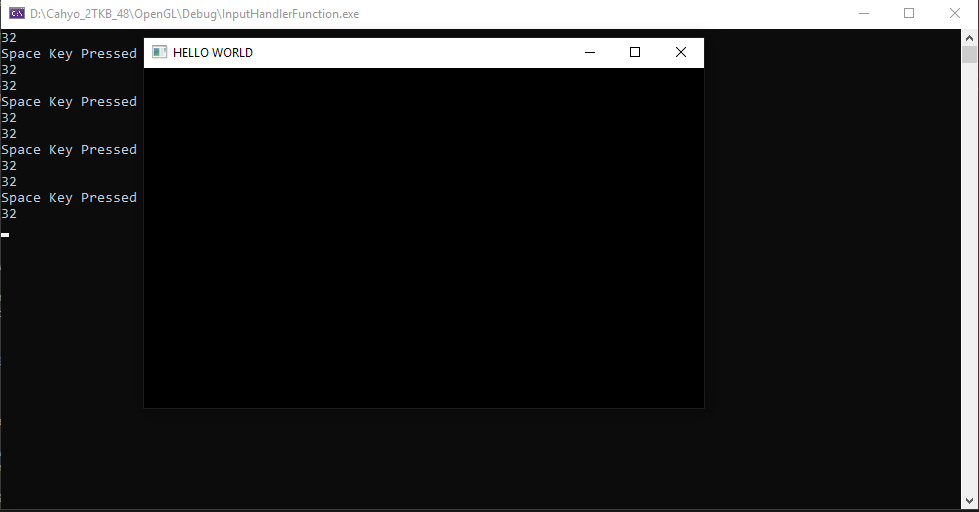 D:\Cahyo_2TKB_48\OpenGL\Debug\InputHandlerFunction.exe
32
Space Key Pressed
32
32
Space Key Pressed
32
32
Space Key Pressed
32
32
Space Key Pressed
32
HELLO WORLD